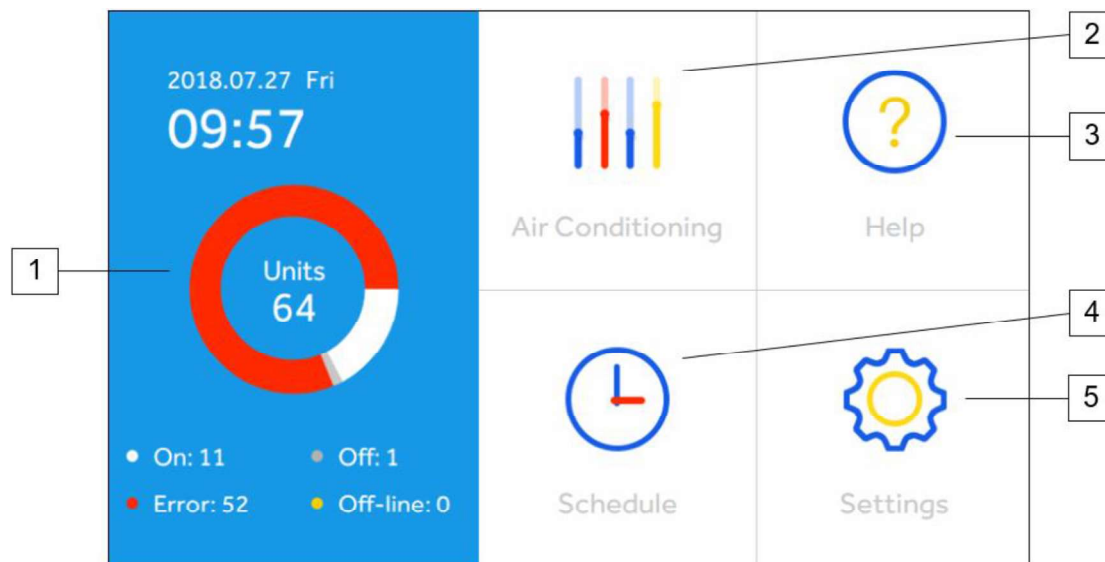 2018.07.27 Fri
09:57
Units
64
On: 11
Off: 1
Error: 52
Off-line: 0
Air Conditioning
Help
Schedule
Settings
1
2
3
4
5